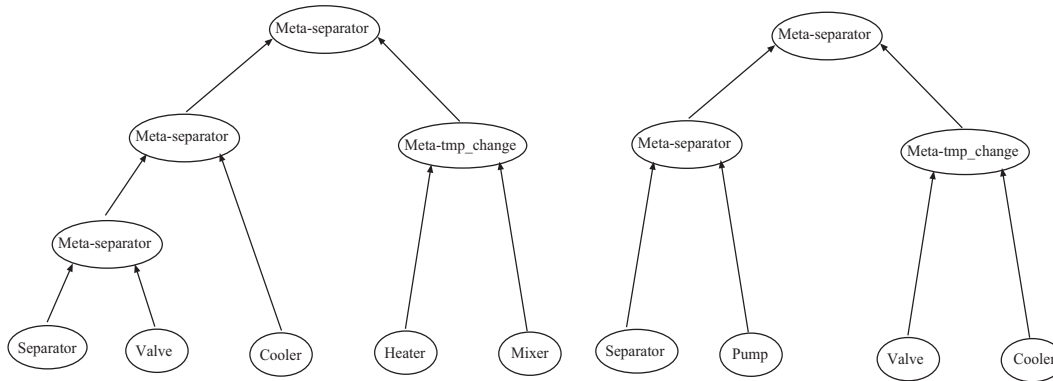 Meta-separator
Meta-separator
Meta-tmp_change
Meta-separator
Separator
Valve
Cooler
Heater
Mixer
Meta-separator
Meta-separator
Meta-tmp_change
Separator
Pump
Valve
Cooler